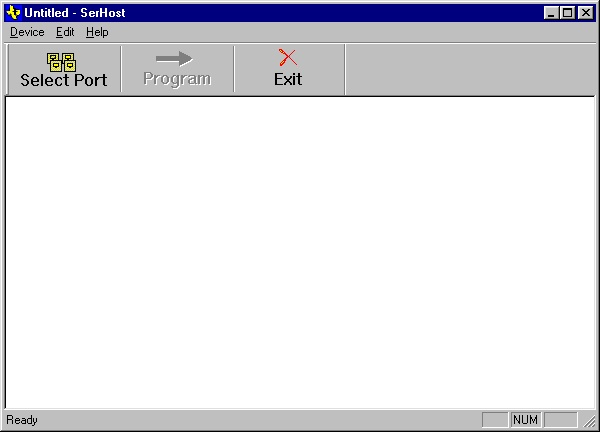 Untitled - SerHost
Device Edit Help
Select Port Program Exit
Ready NUM